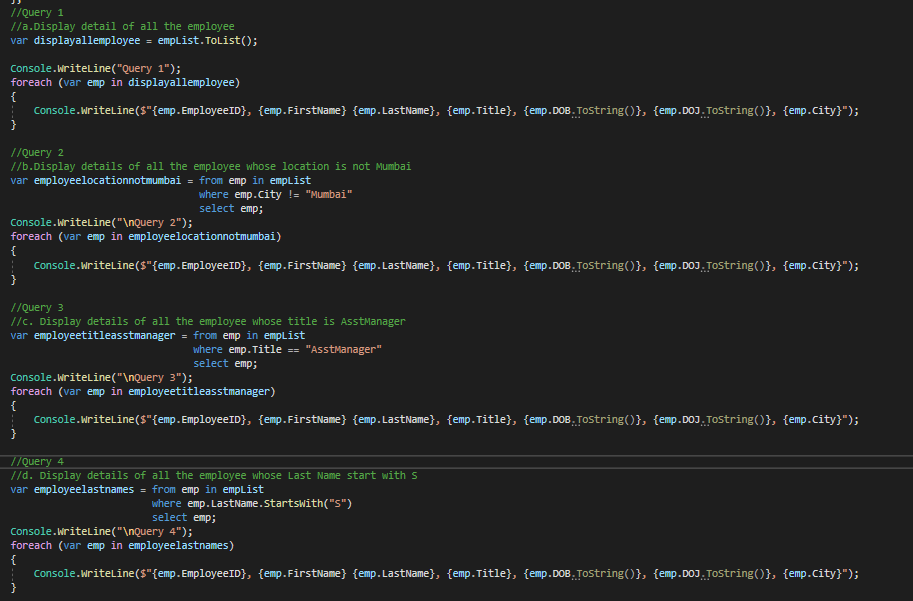 //Query 1
//a.Display detail of all the employee
var displayallemployee = empList.ToList();
Console.WriteLine("Query 1");
foreach (var emp in displayallemployee)
{
Console.WriteLine($"{emp.EmployeeID}, {emp.FirstName} {emp.LastName}, {emp.Title}, {emp.DOB.ToString()}, {emp.DOJ.ToString()}, {emp.City}");
}
//Query 2
//b.Display details of all the employee whose location is not Mumbai
var employeelocationnotmumbai = from emp in empList
where emp.City != "Mumbai"
select emp;
Console.WriteLine("\nQuery 2");
foreach (var emp in employeelocationnotmumbai)
{
Console.WriteLine($"{emp.EmployeeID}, {emp.FirstName} {emp.LastName}, {emp.Title}, {emp.DOB.ToString()}, {emp.DOJ.ToString()}, {emp.City}");
}
//Query 3
//c. Display details of all the employee whose title is AsstManager
var employeetitleasstmanager = from emp in empList
where emp.Title == "AsstManager"
select emp;
Console.WriteLine("\nQuery 3");
foreach (var emp in employeetitleasstmanager)
{
Console.WriteLine($"{emp.EmployeeID}, {emp.FirstName} {emp.LastName}, {emp.Title}, {emp.DOB.ToString()}, {emp.DOJ.ToString()}, {emp.City}");
}
//Query 4
//d. Display details of all the employee whose Last Name start with S
var employeelastnames = from emp in empList
where emp.LastName.StartsWith("S")
select emp;
Console.WriteLine("\nQuery 4");
foreach (var emp in employeelastnames)
{
Console.WriteLine($"{emp.EmployeeID}, {emp.FirstName} {emp.LastName}, {emp.Title}, {emp.DOB.ToString()}, {emp.DOJ.ToString()}, {emp.City}");
}